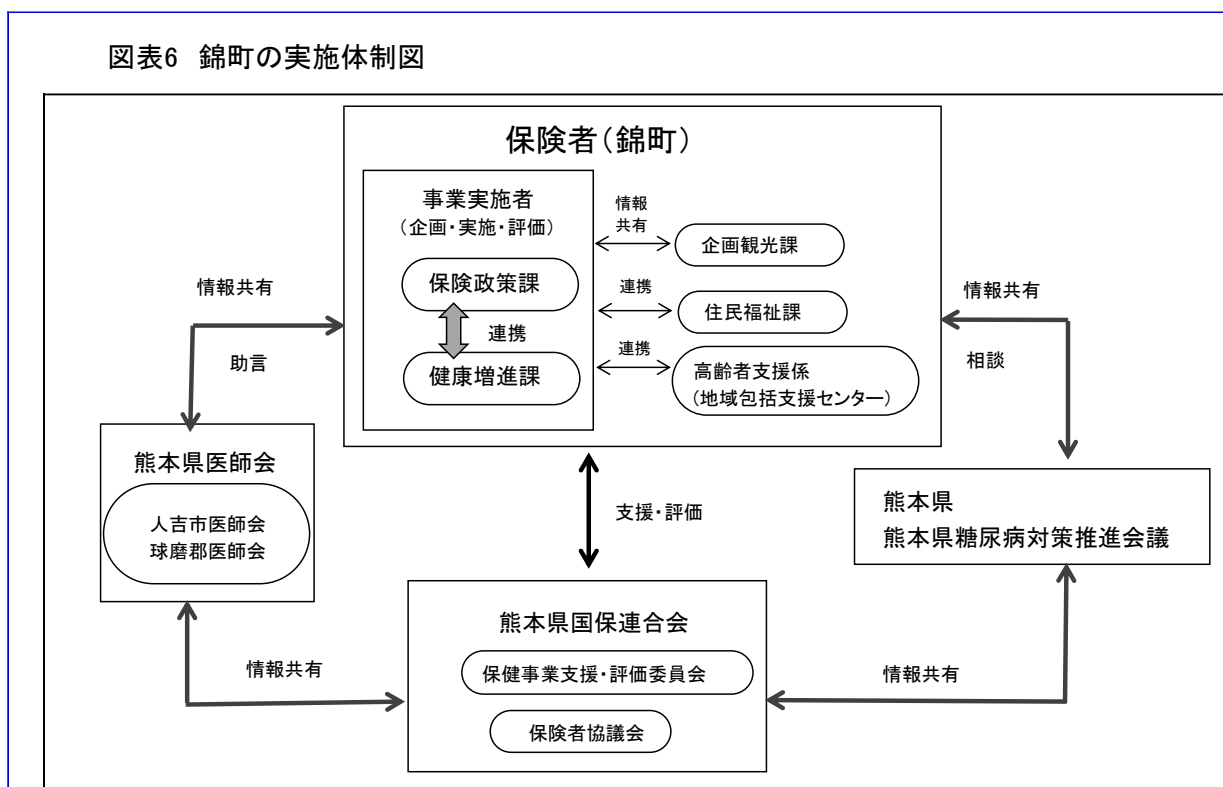 図表6 錦町の実施体制図
保険者(錦町)
事業実施者
(企画・実施・評価)
保険政策課
連携
健康増進課
情報
共有
企画観光課
連携
住民福祉課
連携
高齢者支援係
(地域包括支援センター)
情報共有
助言
情報共有
相談
熊本県医師会
人吉市医師会
球磨郡医師会
支援・評価
熊本県
熊本県糖尿病対策推進会議
熊本県国保連合会
保健事業支援・評価委員会
保険者協議会
情報共有
情報共有